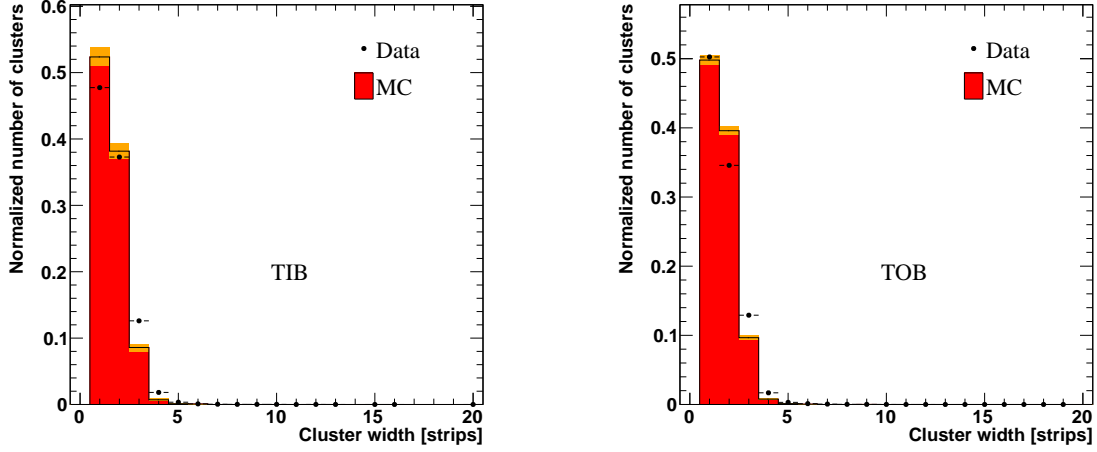 Normalized number of clusters
0.6
0.5
0.4
0.3
0.2
0.1
0
Data
MC
TIB
0 5 10 15 20
Cluster width [strips]
Normalized number of clusters
0.5
0.4
0.3
0.2
0.1
0
Data
MC
TOB
0 5 10 15 20
Cluster width [strips]